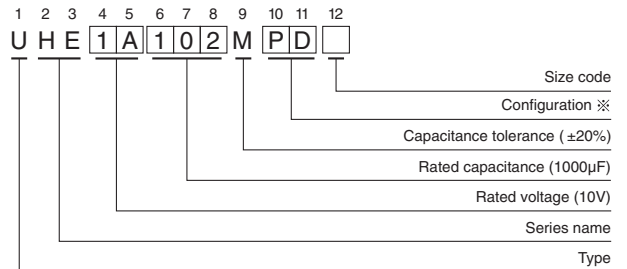 1 2 3 4 5 6 7 8 9 10 11 12
U H E 1 A 1 0 2 M P D
Size code
Configuration ※
Capacitance tolerance ( ±20%)
Rated capacitance (1000µF)
Rated voltage (10V)
Series name
Type